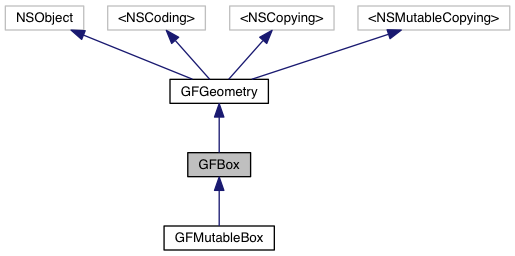 NSObject
<NSCoding>
<NSCopying>
<NSMutableCopying>
GFGeometry
GFBox
GFMutableBox